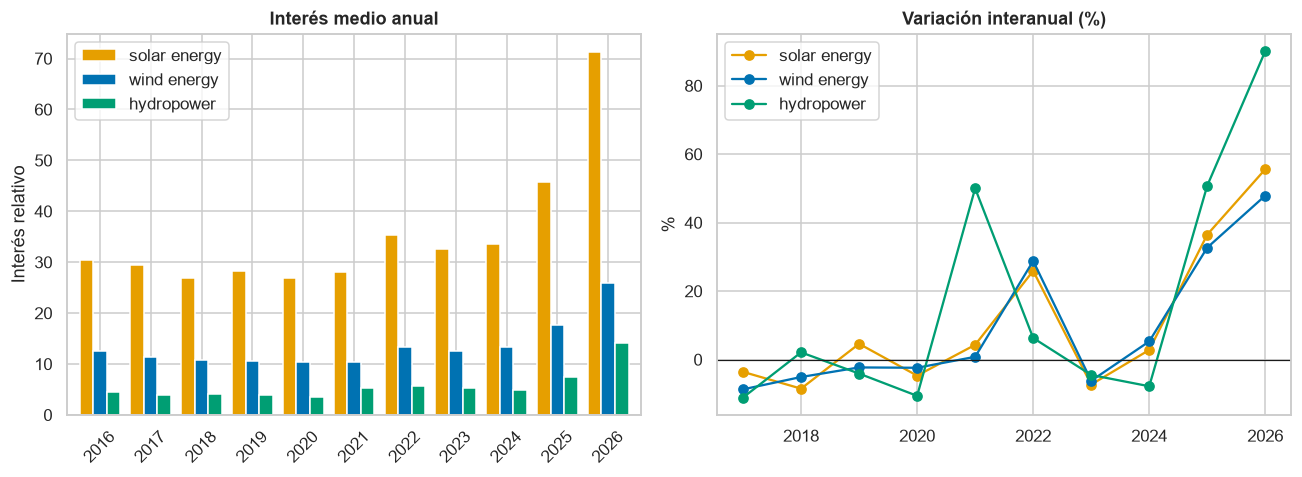 Interés medio anual
Interés relativo
70
60
50
40
30
20
10
0
solar energy
wind energy
hydropower
2016 2017 2018 2019 2020 2021 2022 2023 2024 2025 2026
Variación interanual (%)
%
80
60
40
20
0
solar energy
wind energy
hydropower
2018 2020 2022 2024 2026